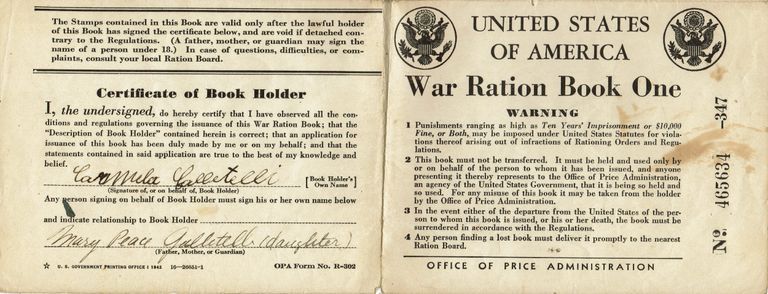 The Stamps contained in this Book are valid only after the lawful holder
of this Book has signed the certificate below, and are void if detached con-
trary to the Regulations. (A father, mother, or guardian may sign the
name of a person under 18.) In case of questions, difficulties, or com-
plaints, consult your local Ration Board.
Certificate of Book Holder
I, the undersigned, do hereby certify that I have observed all the con-
ditions and regulations governing the issuance of this War Ration Book; that the
"Description of Book Holder" contained herein is correct; that an application for
issuance of this book has been duly made by me or on my behalf; and that the
statements contained in said application are true to the best of my knowledge and
belief.
Carmela Gallitelli
[Book Holder's
Own Name]
(Signature of, or on behalf of, Book Holder)
Any person signing on behalf of Book Holder must sign his or her own name below
and indicate relationship to Book Holder
Mary Peace Gallitelli (daughter)
(Father, Mother, or Guardian)
☆ U. S. GOVERNMENT PRINTING OFFICE : 1942 16—26651-1 OPA Form No. R-302
UNITED STATES
OF AMERICA
War Ration Book One
WARNING
1 Punishments ranging as high as Ten Years' Imprisonment or $10,000
Fine, or Both, may be imposed under United States Statutes for viola-
tions thereof arising out of infractions of Rationing Orders and Regu-
lations.
2 This book must not be transferred. It must be held and used only by
or on behalf of the person to whom it has been issued, and anyone
presenting it thereby represents to the Office of Price Administration,
an agency of the United States Government, that it is being so held and
so used. For any misuse of this book it may be taken from the holder
by the Office of Price Administration.
3 In the event either of the departure from the United States of the per-
son to whom this book is issued, or his or her death, the book must be
surrendered in accordance with the Regulations.
4 Any person finding a lost book must deliver it promptly to the nearest
Ration Board.
OFFICE OF PRICE ADMINISTRATION
Nº 465634 -347